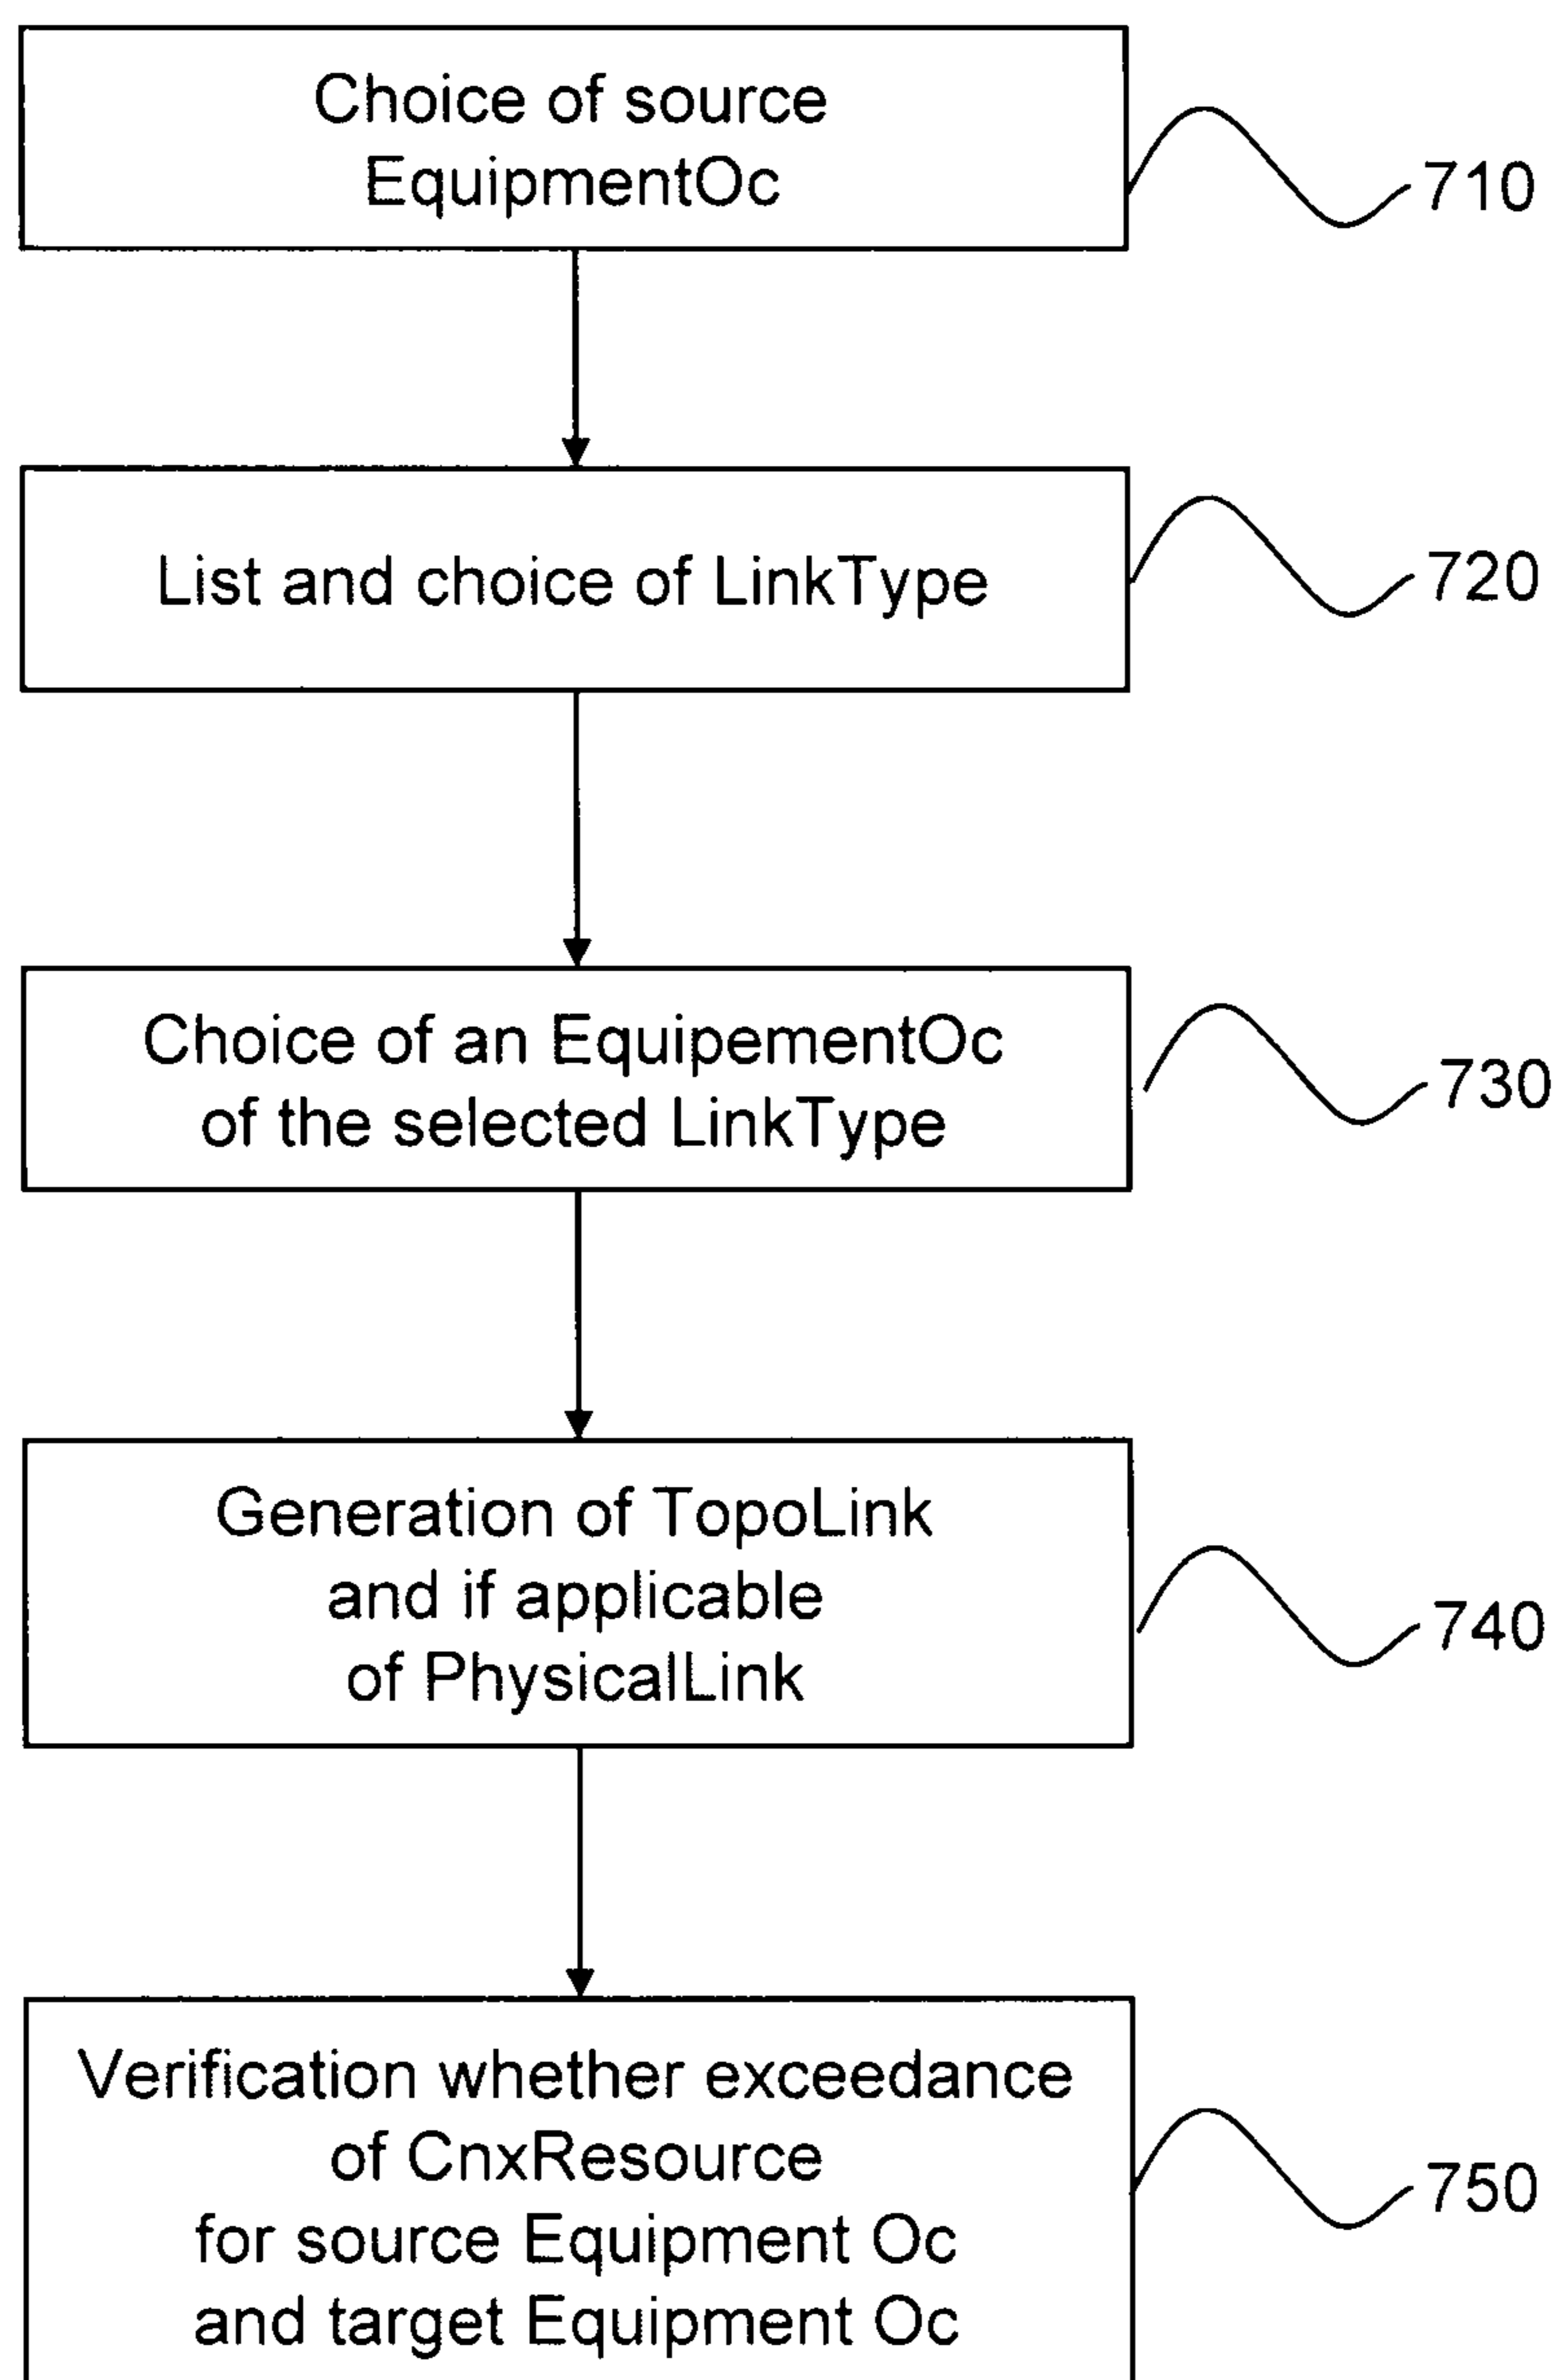 Choice of source
EquipmentOc
710
List and choice of LinkType
720
Choice of an EquipementOc
of the selected LinkType
730
Generation of TopoLink
and if applicable
of PhysicalLink
740
Verification whether exceedance
of CnxResource
for source Equipment Oc
and target Equipment Oc
750